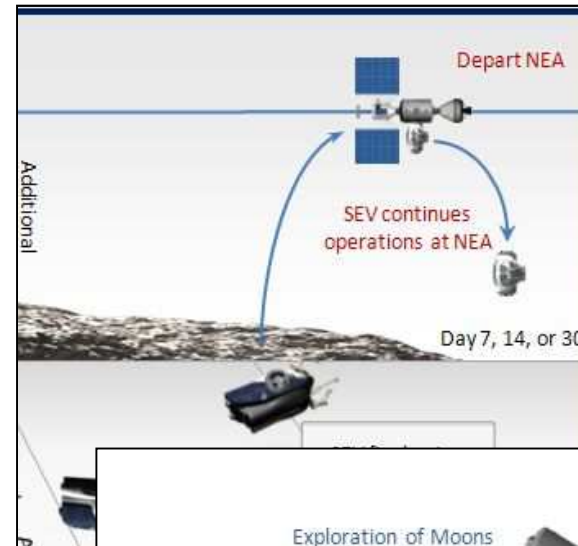 Depart NEA
Additional
SEV continues
operations at NEA
Day 7, 14, or 30
Exploration of Moons